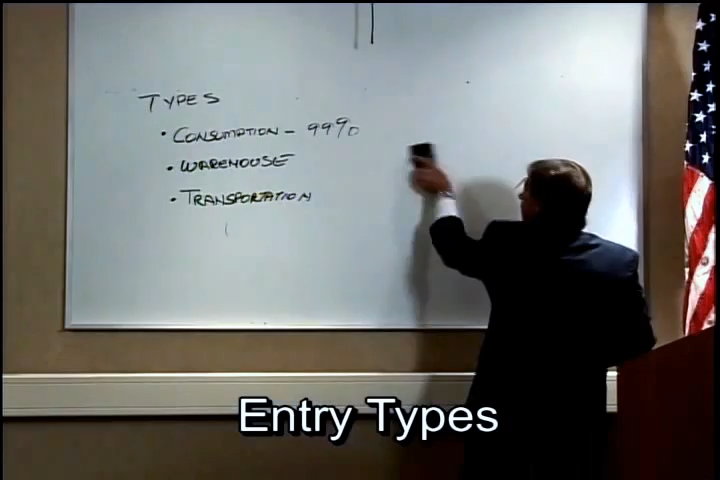 TYPES
• CONSUMPTION – 99%
• WAREHOUSE
• TRANSPORTATION
Entry Types